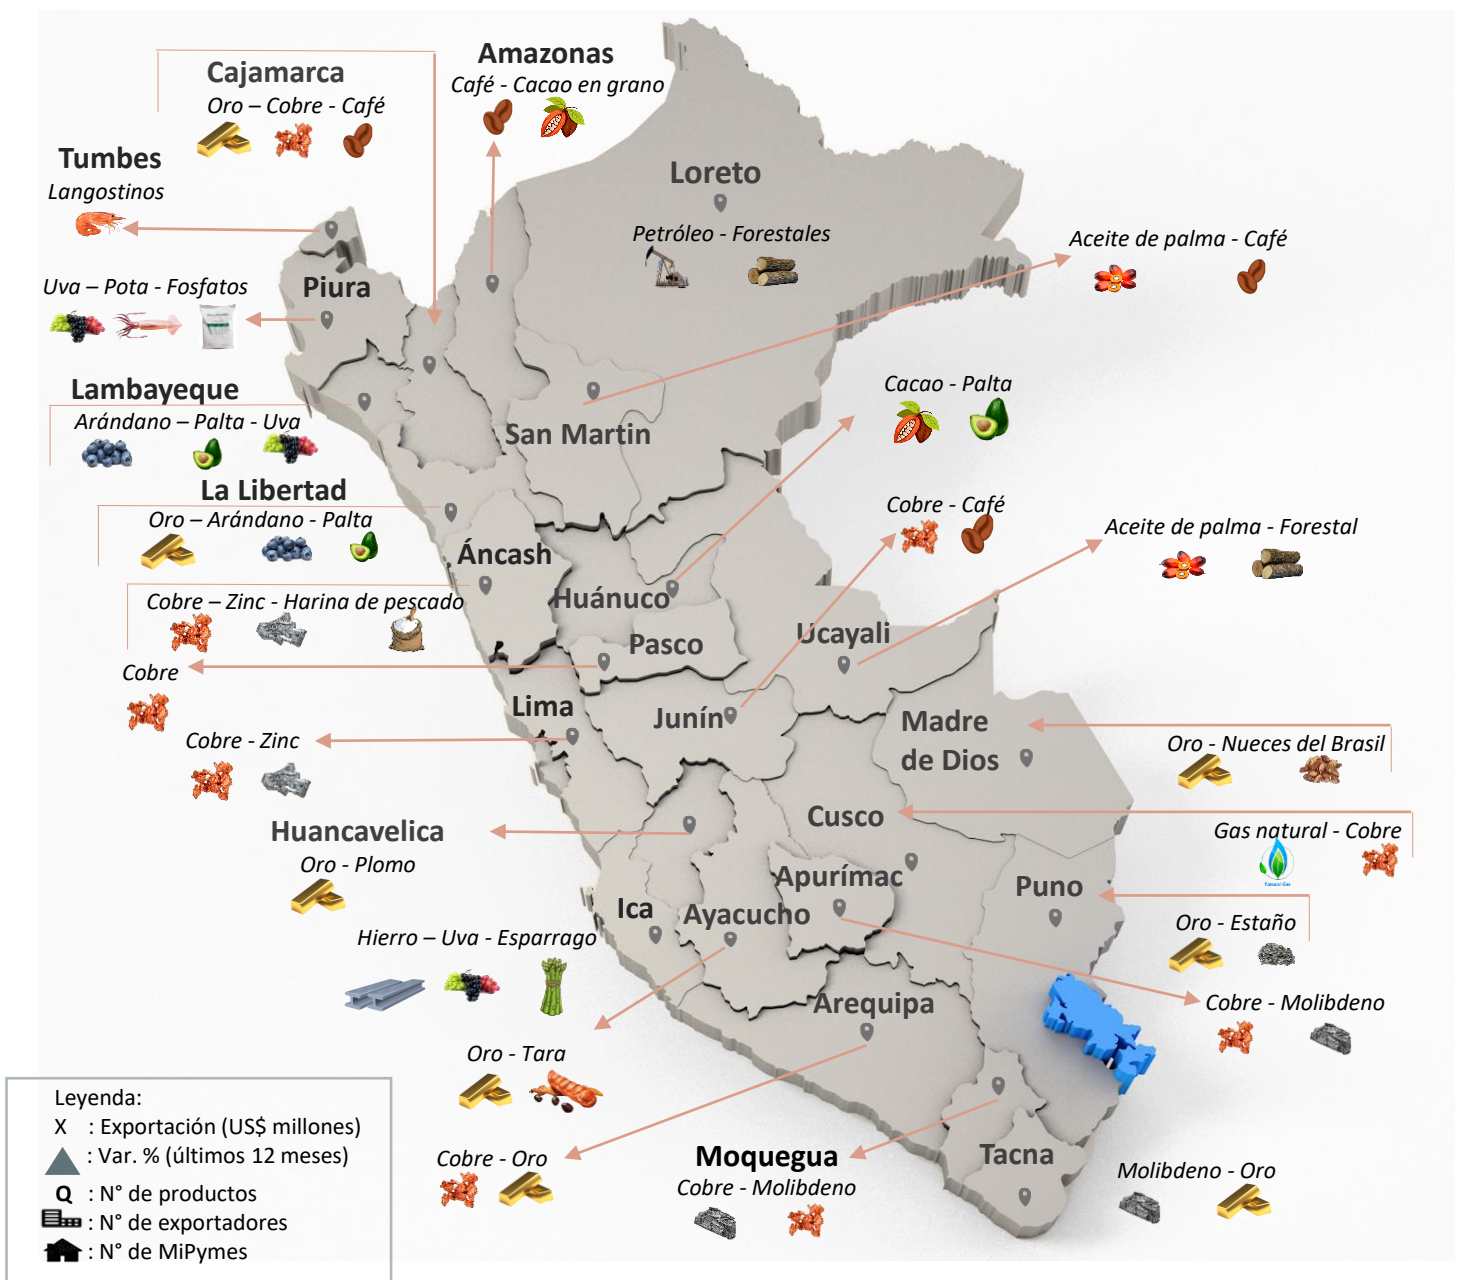 Amazonas
Café - Cacao en grano
Cajamarca
Oro – Cobre - Café
Tumbes
Langostinos
Loreto
Petróleo - Forestales
Aceite de palma - Café
Uva – Pota - Fosfatos
Piura
Lambayeque
Arándano – Palta - Uva
Cacao - Palta
San Martin
La Libertad
Oro – Arándano - Palta
Cobre - Café
Aceite de palma - Forestal
Áncash
Cobre – Zinc - Harina de pescado
Huánuco
Pasco
Ucayali
Cobre
Lima
Junín
Madre
de Dios
Cobre - Zinc
Oro - Nueces del Brasil
Huancavelica
Oro - Plomo
Cusco
Gas natural - Cobre
Natural Gas
Apurímac
Puno
Ica
Ayacucho
Oro - Estaño
Hierro – Uva - Esparrago
Arequipa
Cobre - Molibdeno
Oro - Tara
Cobre - Oro
Moquegua
Cobre - Molibdeno
Tacna
Molibdeno - Oro
Leyenda:
X : Exportación (US$ millones)
: Var. % (últimos 12 meses)
Q : N° de productos
: N° de exportadores
: N° de MiPymes